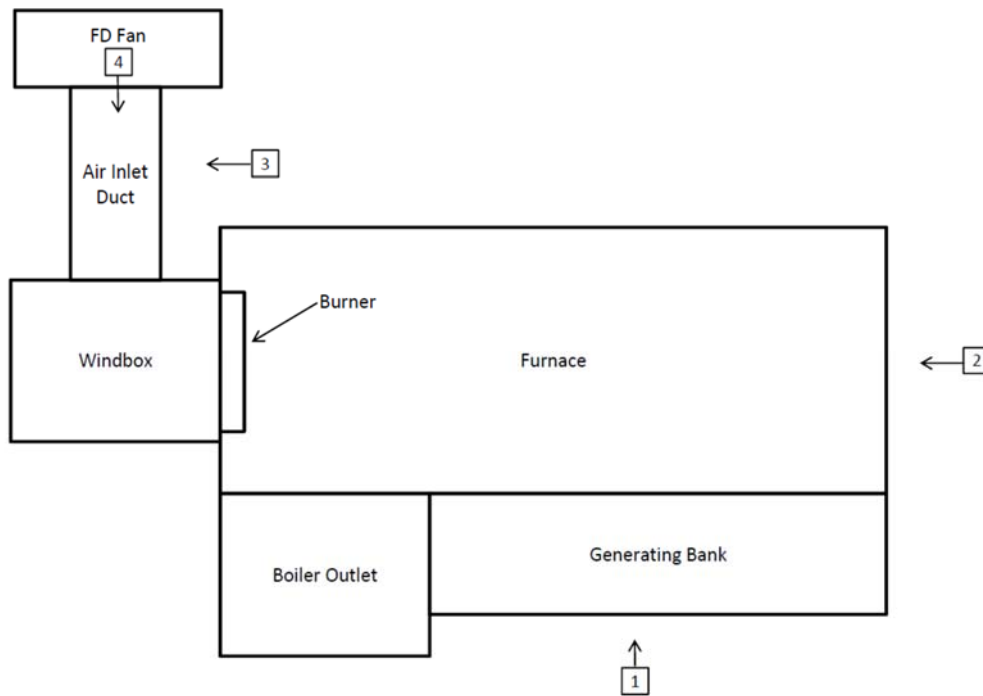 FD Fan
4
Air Inlet
Duct
3
Burner
Windbox
Furnace
2
Boiler Outlet
Generating Bank
1